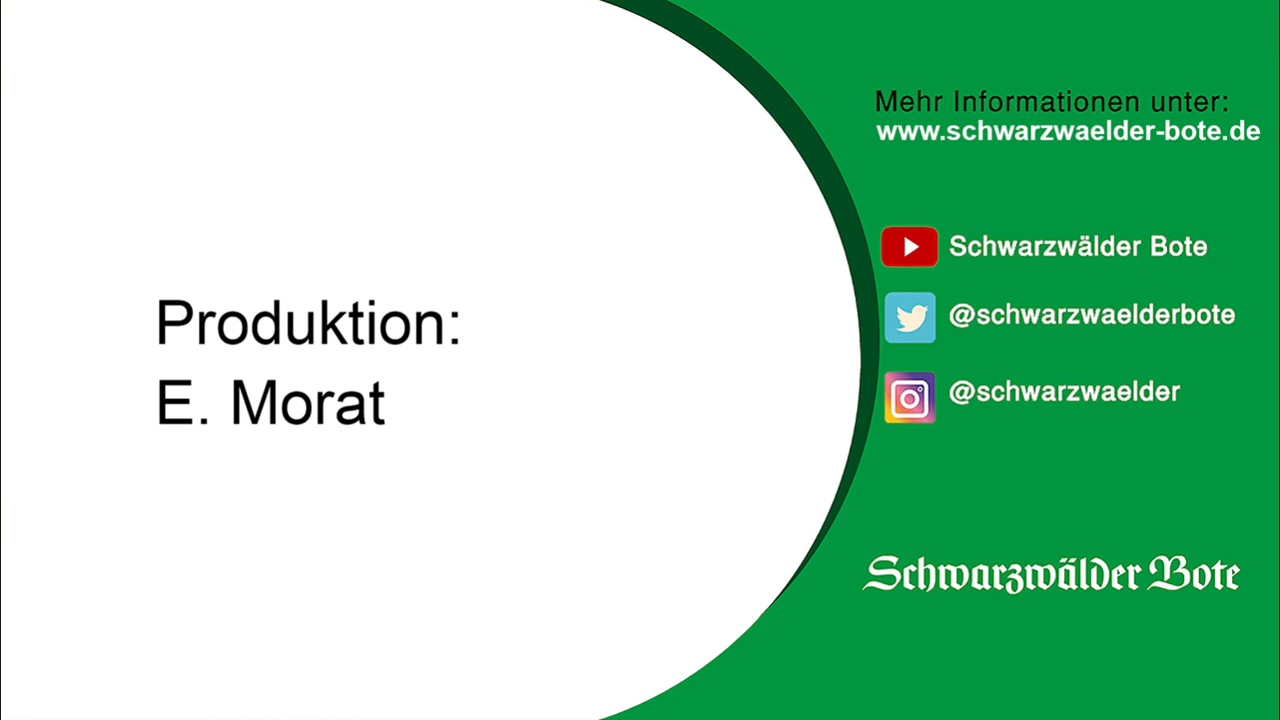 Produktion:
E. Morat
Mehr Informationen unter:
www.schwarzwaelder-bote.de
Schwarzwälder Bote
@schwarzwaelderbote
@schwarzwaelder
Schwarzwälder Bote